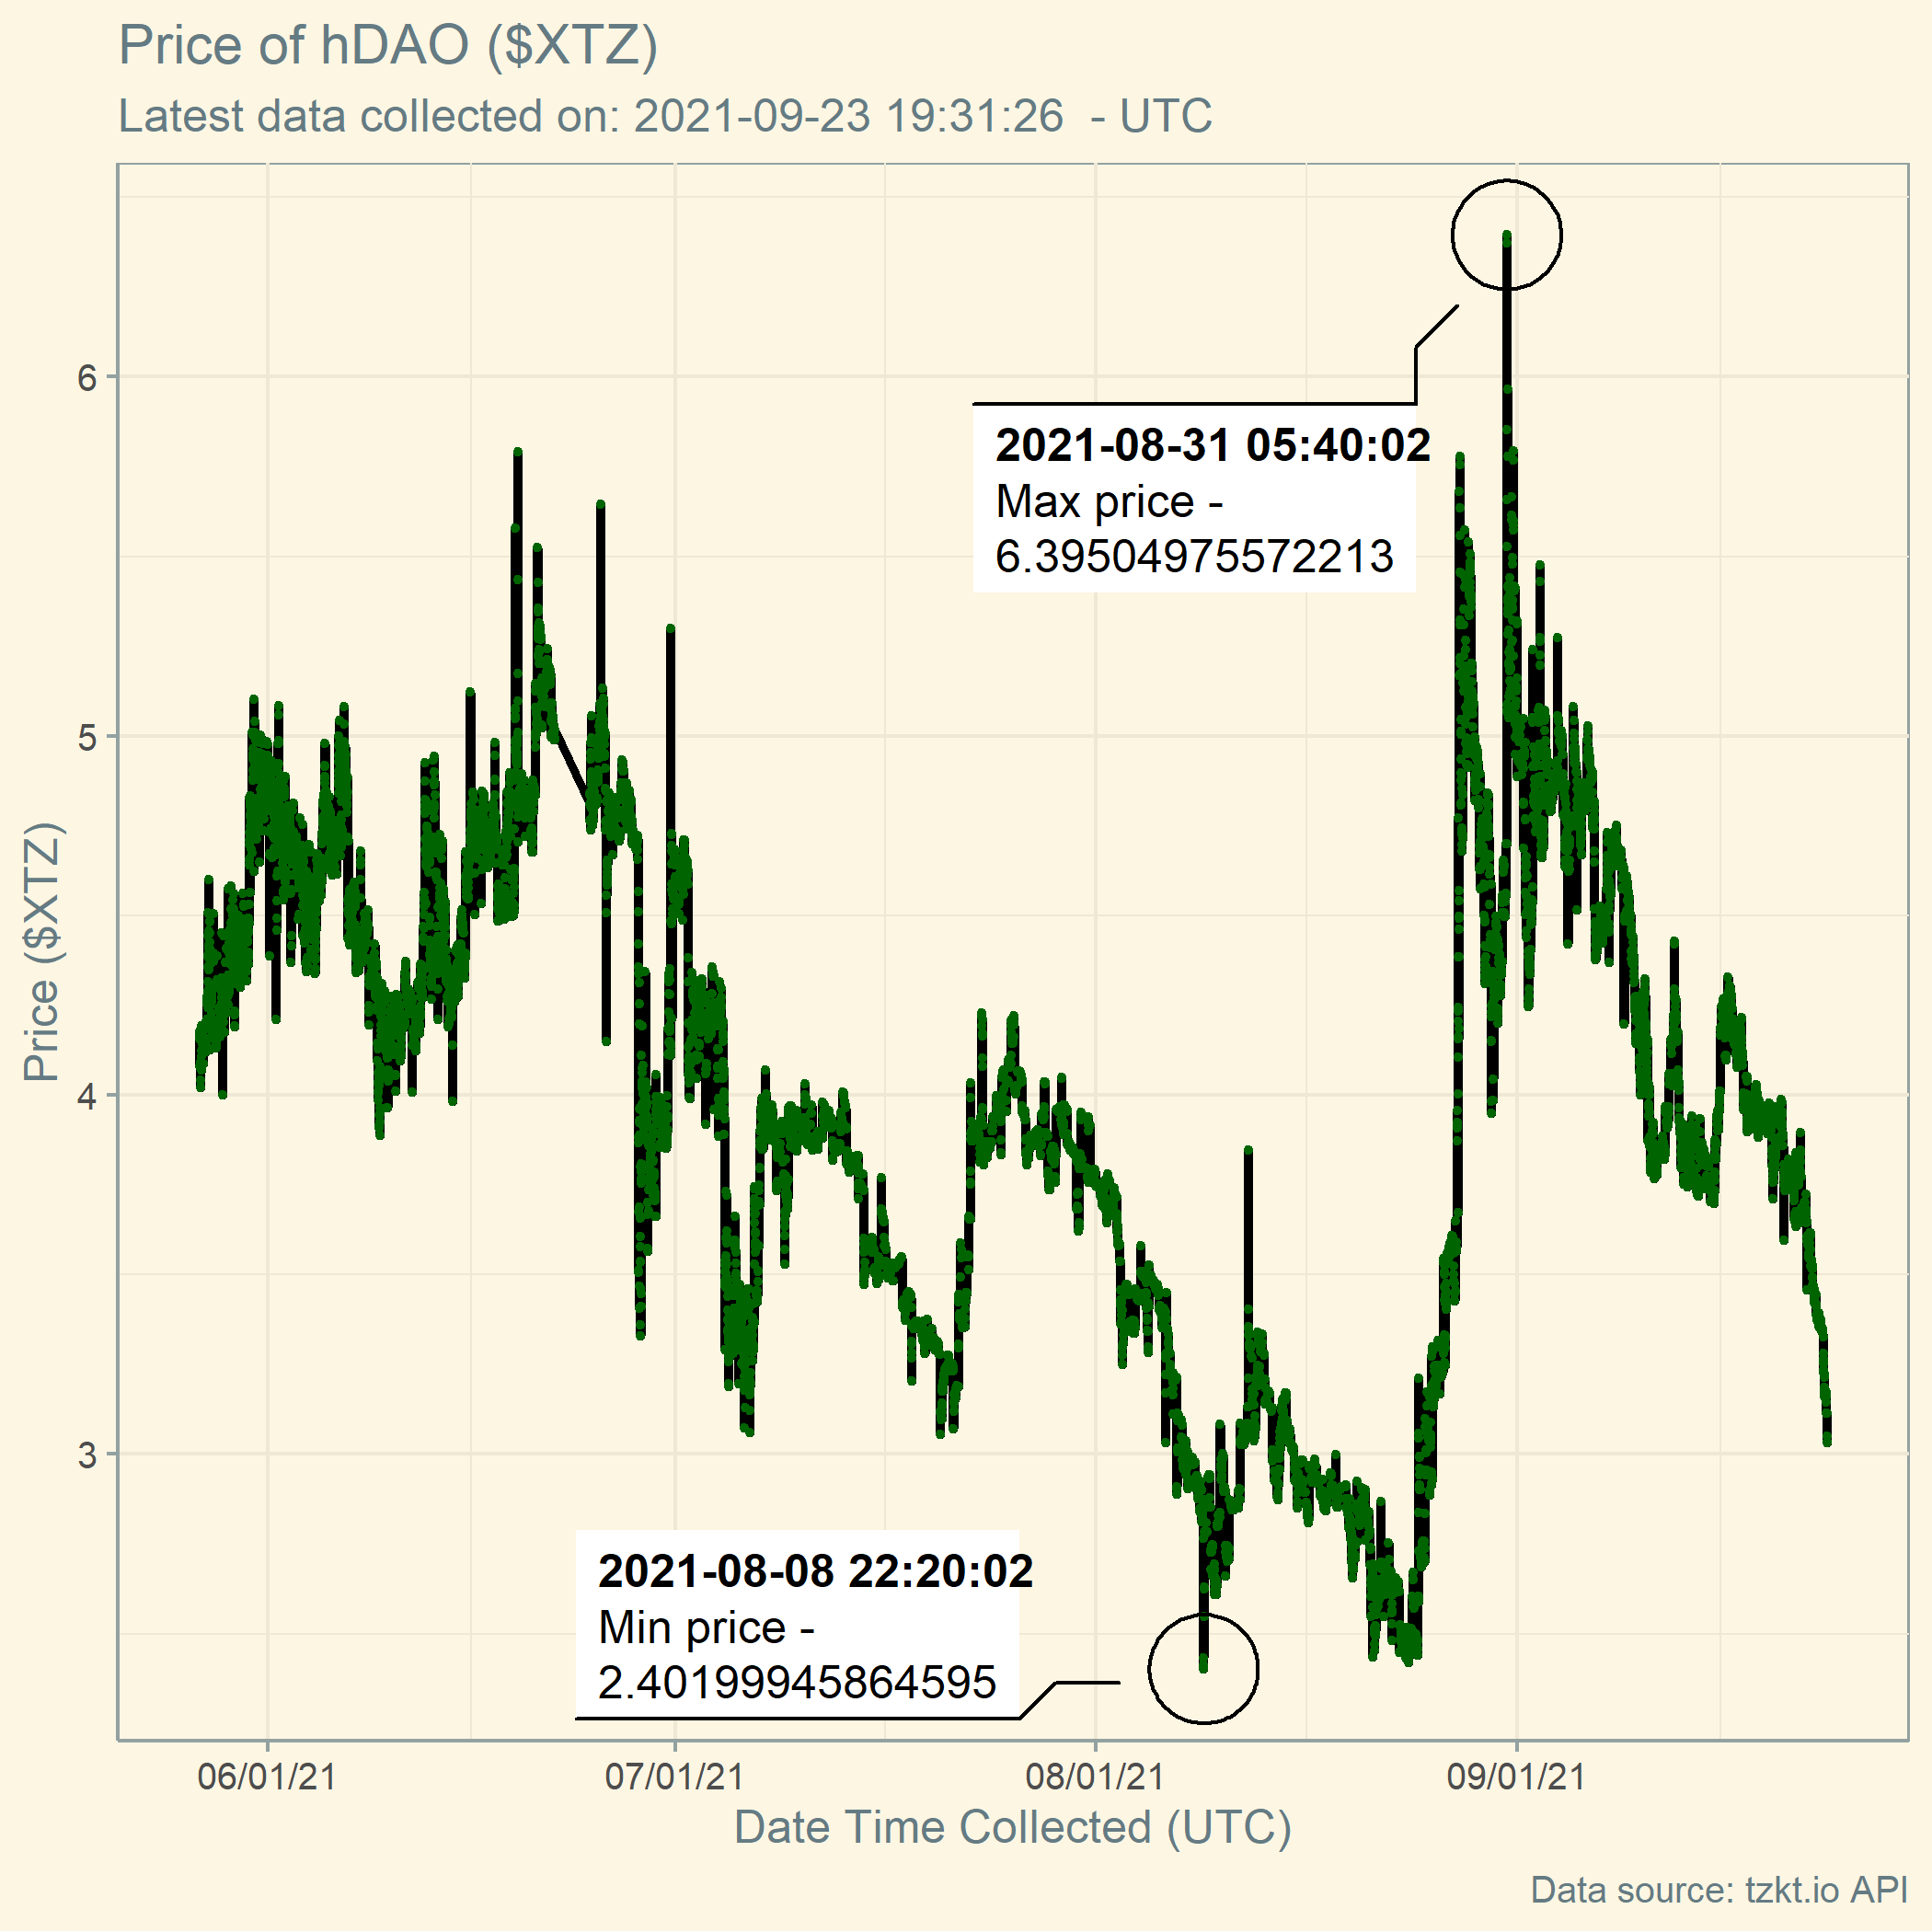 Price of hDAO ($XTZ)
Latest data collected on: 2021-09-23 19:31:26  - UTC
2021-08-31 05:40:02
Max price -
6.39504975572213
2021-08-08 22:20:02
Min price -
2.40199945864595
Price ($XTZ)
6
5
4
3
06/01/21
07/01/21
08/01/21
09/01/21
Date Time Collected (UTC)
Data source: tzkt.io API